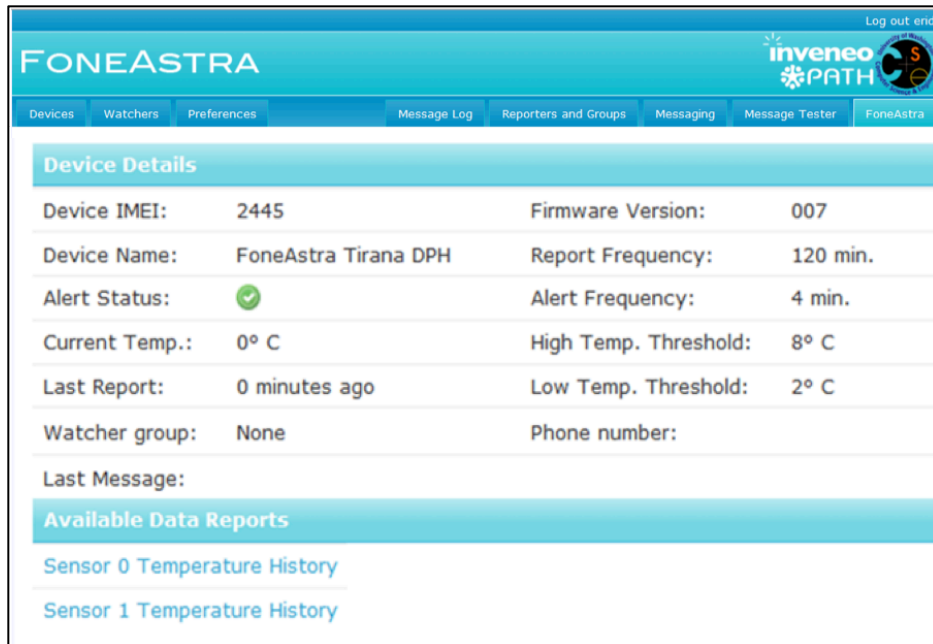 Log out
FONEASTRA
inveneo
PATH
Devices Watchers Preferences Message Log Reporters and Groups Messaging Message Tester FoneAstra
Device Details
Device IMEI: 2445 Firmware Version: 007
Device Name: FoneAstra Tirana DPH Report Frequency: 120 min.
Alert Status: Alert Frequency: 4 min.
Current Temp.: 0° C High Temp. Threshold: 8° C
Last Report: 0 minutes ago Low Temp. Threshold: 2° C
Watcher group: None Phone number:
Last Message:
Available Data Reports
Sensor 0 Temperature History
Sensor 1 Temperature History